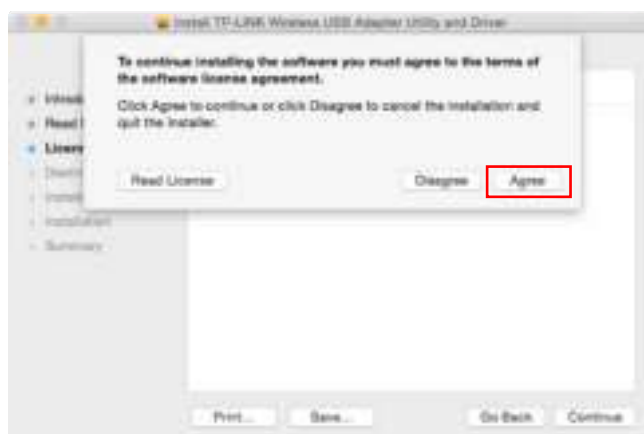 Install TP-LINK Wireless USB Adapter Utility and Driver
To continue installing the software you must agree to the terms of
the software license agreement.
Click Agree to continue or click Disagree to cancel the installation and
quit the installer.
Read License
Disagree
Agree
Read
Installation
Summary
Print...
Save...
Go Back
Continue